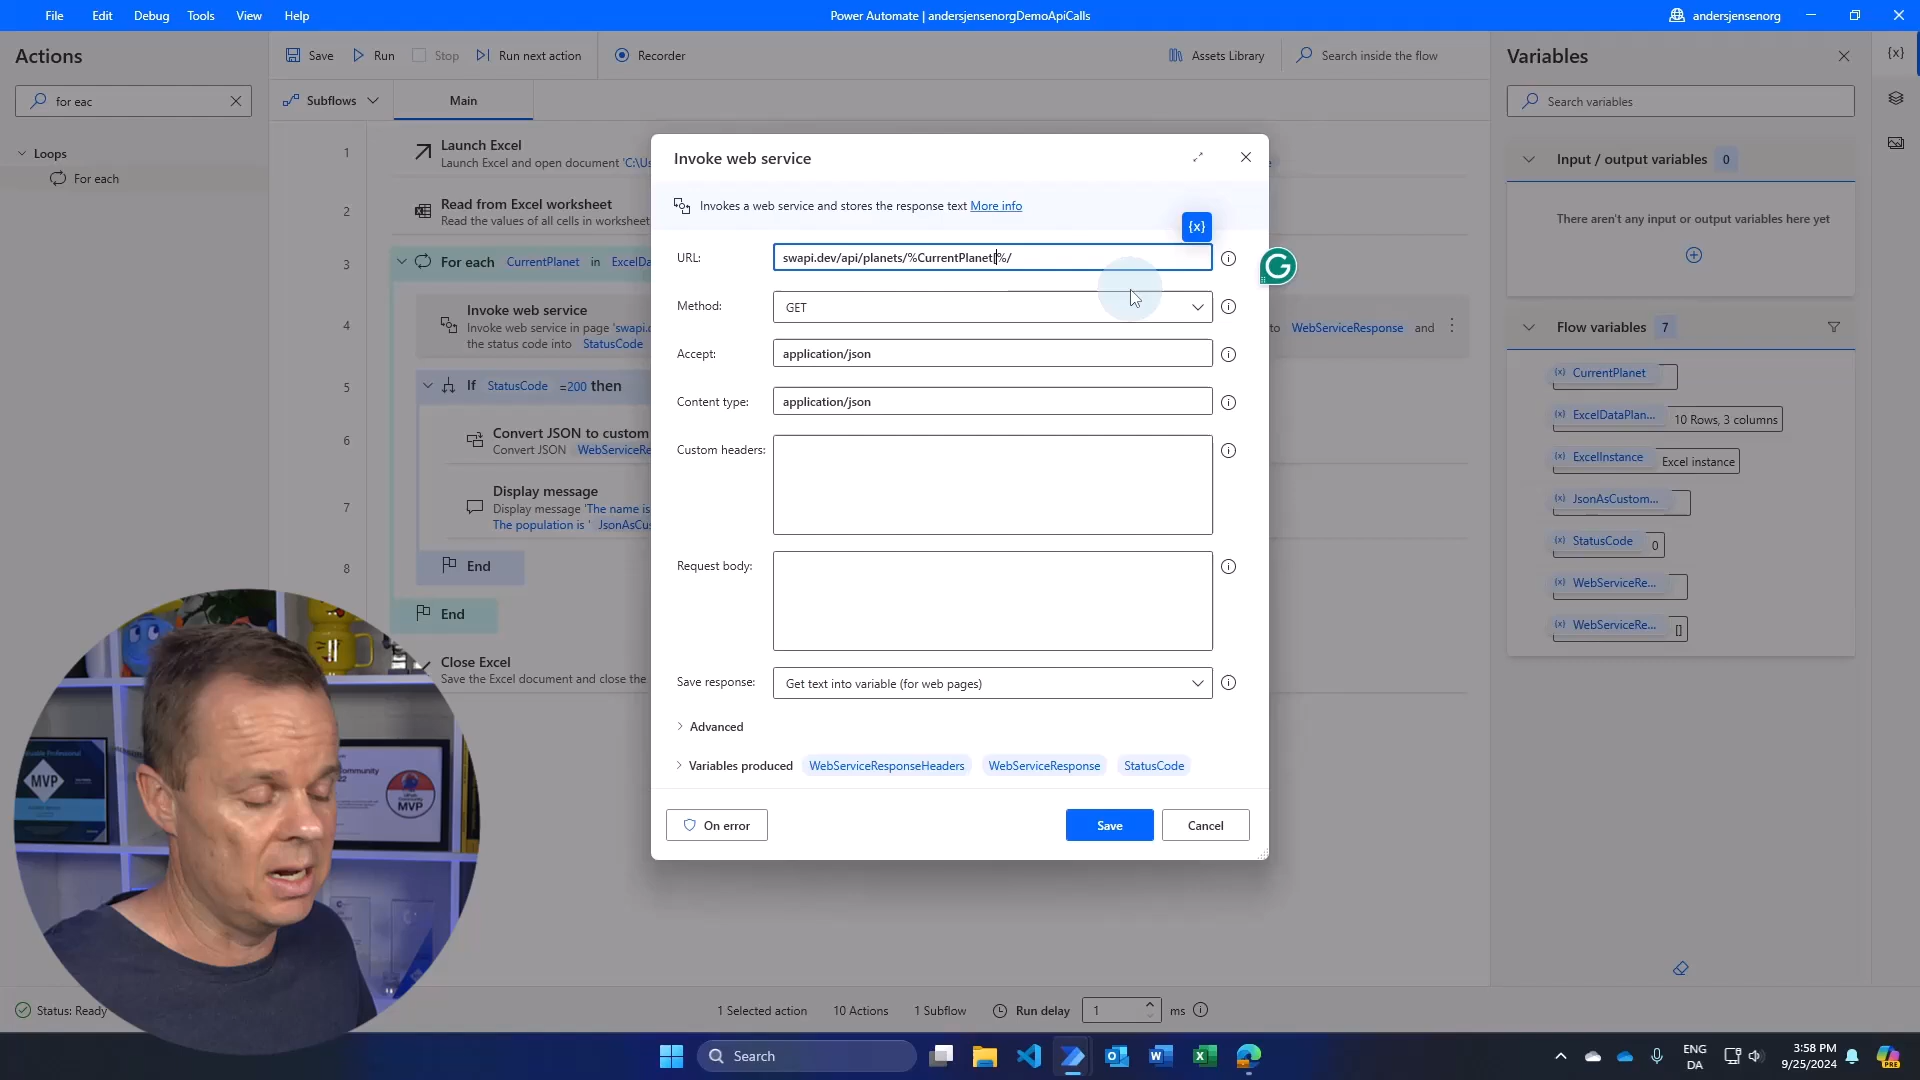 File Edit Debug Tools View Help
Power Automate | andersjensenorgDemoApiCalls
andersjensenorg
Actions
for eac
Loops
For each
Save Run Stop Run next action Recorder
Assets Library Search inside the flow
Subflows Main
1 Launch Excel
Launch Excel and open document 'C:\Us
2 Read from Excel worksheet
Read the values of all cells in worksheet
3 For each CurrentPlanet in ExcelDa
4 Invoke web service
Invoke web service in page 'swapi.d
to WebServiceResponse and
the status code into StatusCode
5 If StatusCode =200 then
6 Convert JSON to custom
Convert JSON WebServiceRe
7 Display message
Display message 'The name is
The population is ' JsonAsCu
8 End
End
Close Excel
Save the Excel document and close the
Invoke web service
Invokes a web service and stores the response text More info
{x}
URL: swapi.dev/api/planets/%CurrentPlanet[%/
Method: GET
Accept: application/json
Content type: application/json
Custom headers:
Request body:
Save response: Get text into variable (for web pages)
Advanced
Variables produced WebServiceResponseHeaders WebServiceResponse StatusCode
On error Save Cancel
Variables
{x}
Search variables
Input / output variables 0
There aren't any input or output variables here yet
Flow variables 7
{x} CurrentPlanet
{x} ExcelDataPlan... 10 Rows, 3 columns
{x} ExcelInstance Excel instance
{x} JsonAsCustom...
{x} StatusCode 0
{x} WebServiceRe...
{x} WebServiceRe... []
MVP
MVP
Status: Ready
1 Selected action 10 Actions 1 Subflow Run delay 1 ms
Search
ENG
DA
3:58 PM
9/25/2024